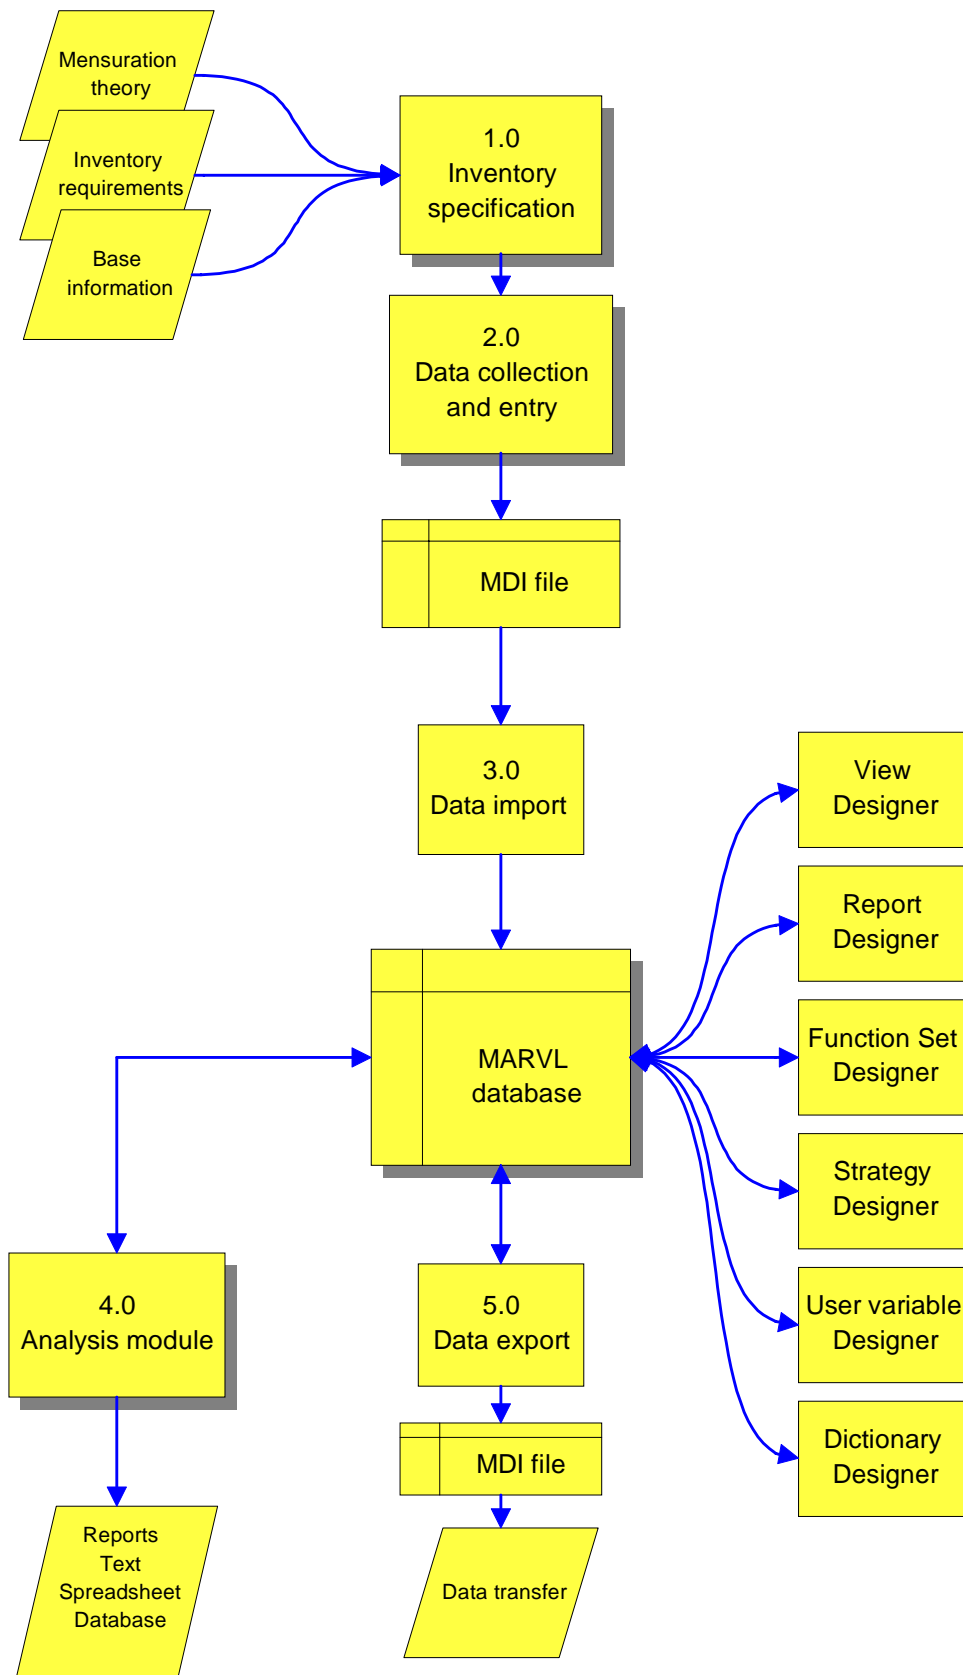 Mensuration
theory
Inventory
requirements
Base
information
1.0
Inventory
specification
2.0
Data collection
and entry
MDI file
3.0
Data import
MARVL
database
View
Designer
Report
Designer
Function Set
Designer
Strategy
Designer
User variable
Designer
Dictionary
Designer
4.0
Analysis module
5.0
Data export
MDI file
Reports
Text
Spreadsheet
Database
Data transfer